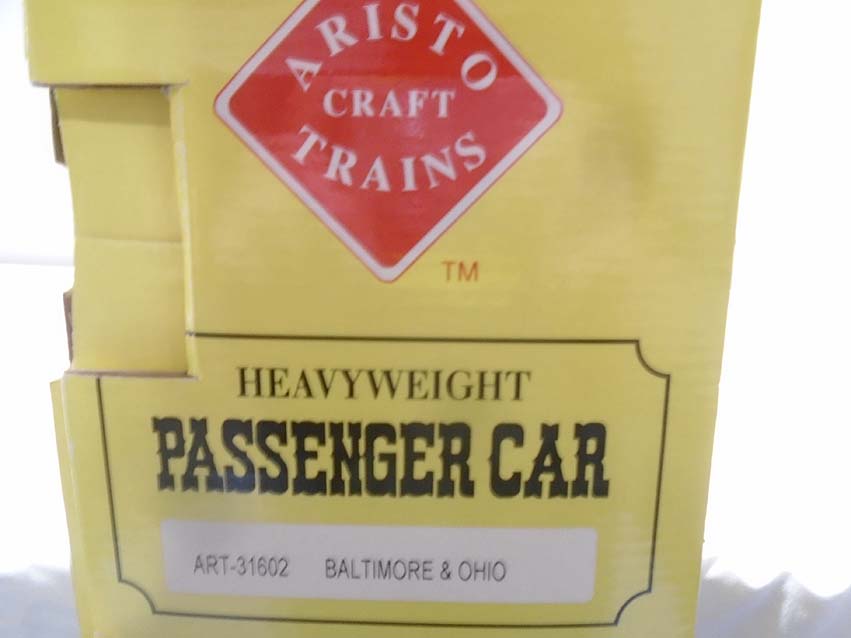 ARISTO
CRAFT
TRAINS
TM
HEAVYWEIGHT
PASSENGER CAR
ART-31602 BALTIMORE & OHIO